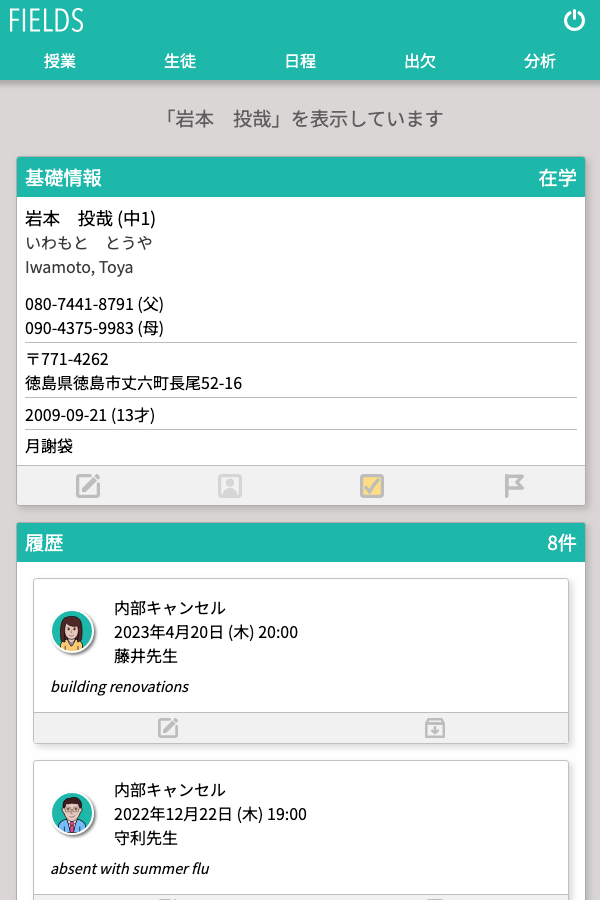 FIELDS
授業 生徒 日程 出欠 分析
「岩本　投哉」を表示しています
基礎情報 在学
岩本　投哉 (中1)
いわもと　とうや
Iwamoto, Toya
080-7441-8791 (父)
090-4375-9983 (母)
〒771-4262
徳島県徳島市丈六町長尾52-16
2009-09-21 (13才)
月謝袋
履歴 8件
内部キャンセル
2023年4月20日 (木) 20:00
藤井先生
building renovations
内部キャンセル
2022年12月22日 (木) 19:00
守利先生
absent with summer flu